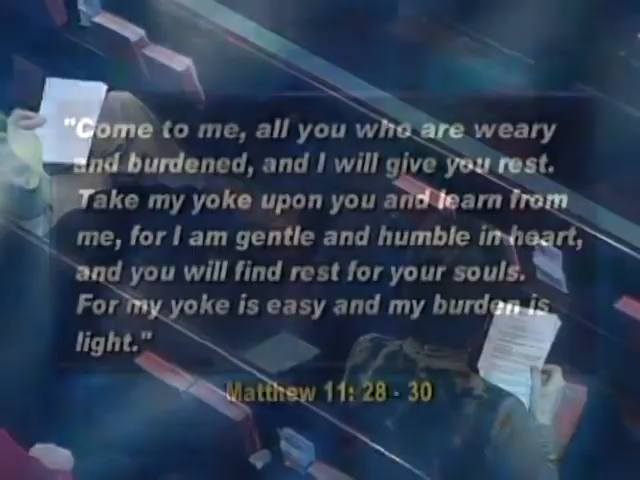 "Come to me, all you who are weary
and burdened, and I will give you rest.
Take my yoke upon you and learn from
me, for I am gentle and humble in heart,
and you will find rest for your souls.
For my yoke is easy and my burden is
light."
Matthew 11: 28 - 30